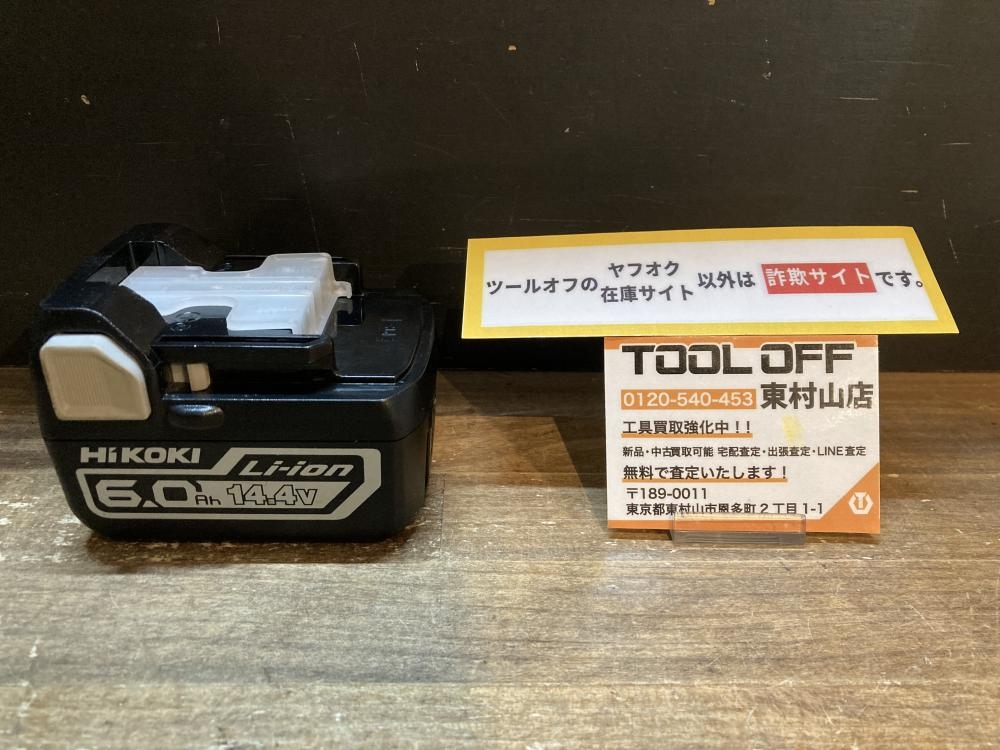 HiKOKI
Li-ion
6.0Ah 14.4V
ツールオフのヤフオク在庫サイト以外は詐欺サイトです。
TOOL OFF
0120-540-453 東村山店
工具買取強化中!!
新品・中古買取可能 宅配査定・出張査定・LINE査定
無料で査定いたします!
〒189-0011
東京都東村山市恩多町2丁目1-1